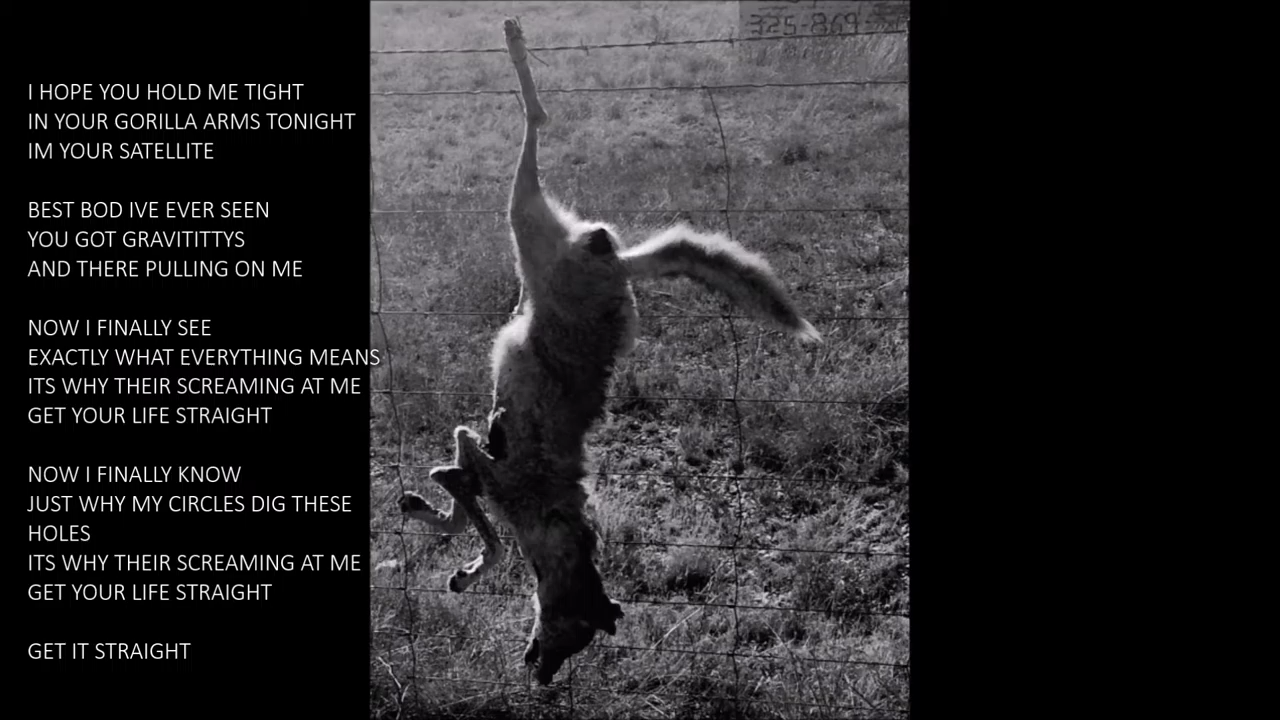 325-869-
I HOPE YOU HOLD ME TIGHT
IN YOUR GORILLA ARMS TONIGHT
IM YOUR SATELLITE
BEST BOD IVE EVER SEEN
YOU GOT GRAVITITTYS
AND THERE PULLING ON ME
NOW I FINALLY SEE
EXACTLY WHAT EVERYTHING MEANS
ITS WHY THEIR SCREAMING AT ME
GET YOUR LIFE STRAIGHT
NOW I FINALLY KNOW
JUST WHY MY CIRCLES DIG THESE
HOLES
ITS WHY THEIR SCREAMING AT ME
GET YOUR LIFE STRAIGHT
GET IT STRAIGHT